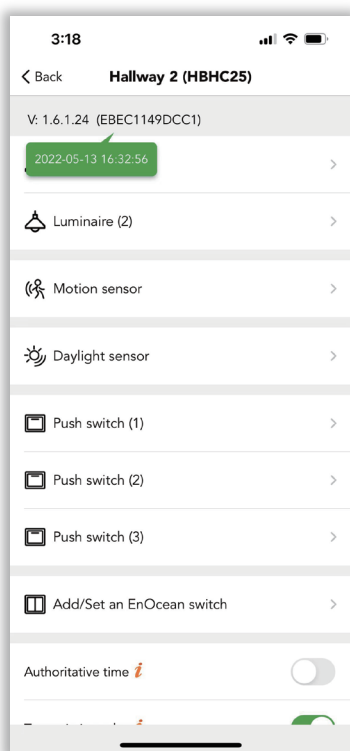 3:18
Back Hallway 2 (HBHC25)
V: 1.6.1.24 (EBEC1149DCC1)
2022-05-13 16:32:56
Luminaire (2)
Motion sensor
Daylight sensor
Push switch (1)
Push switch (2)
Push switch (3)
Add/Set an EnOcean switch
Authoritative time i